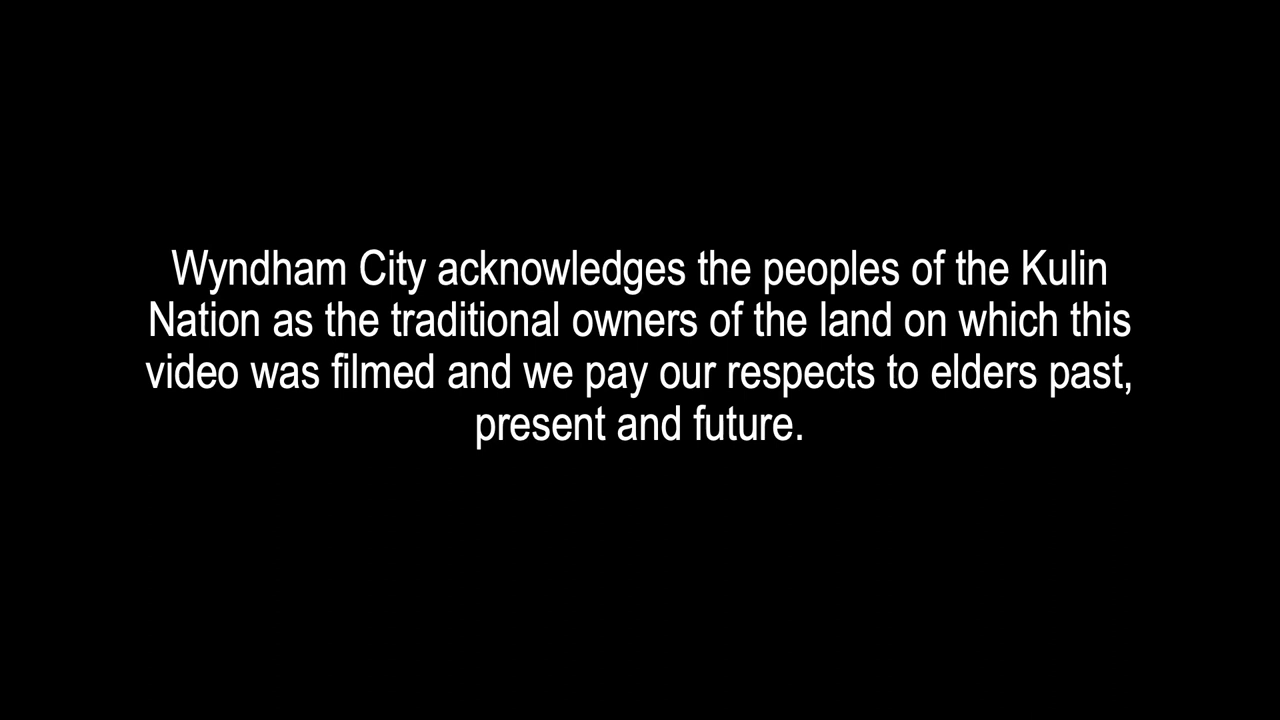 Wyndham City acknowledges the peoples of the Kulin
Nation as the traditional owners of the land on which this
video was filmed and we pay our respects to elders past,
present and future.